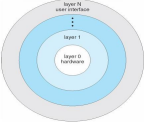 layer N
user interface
layer 1
layer 0
hardware